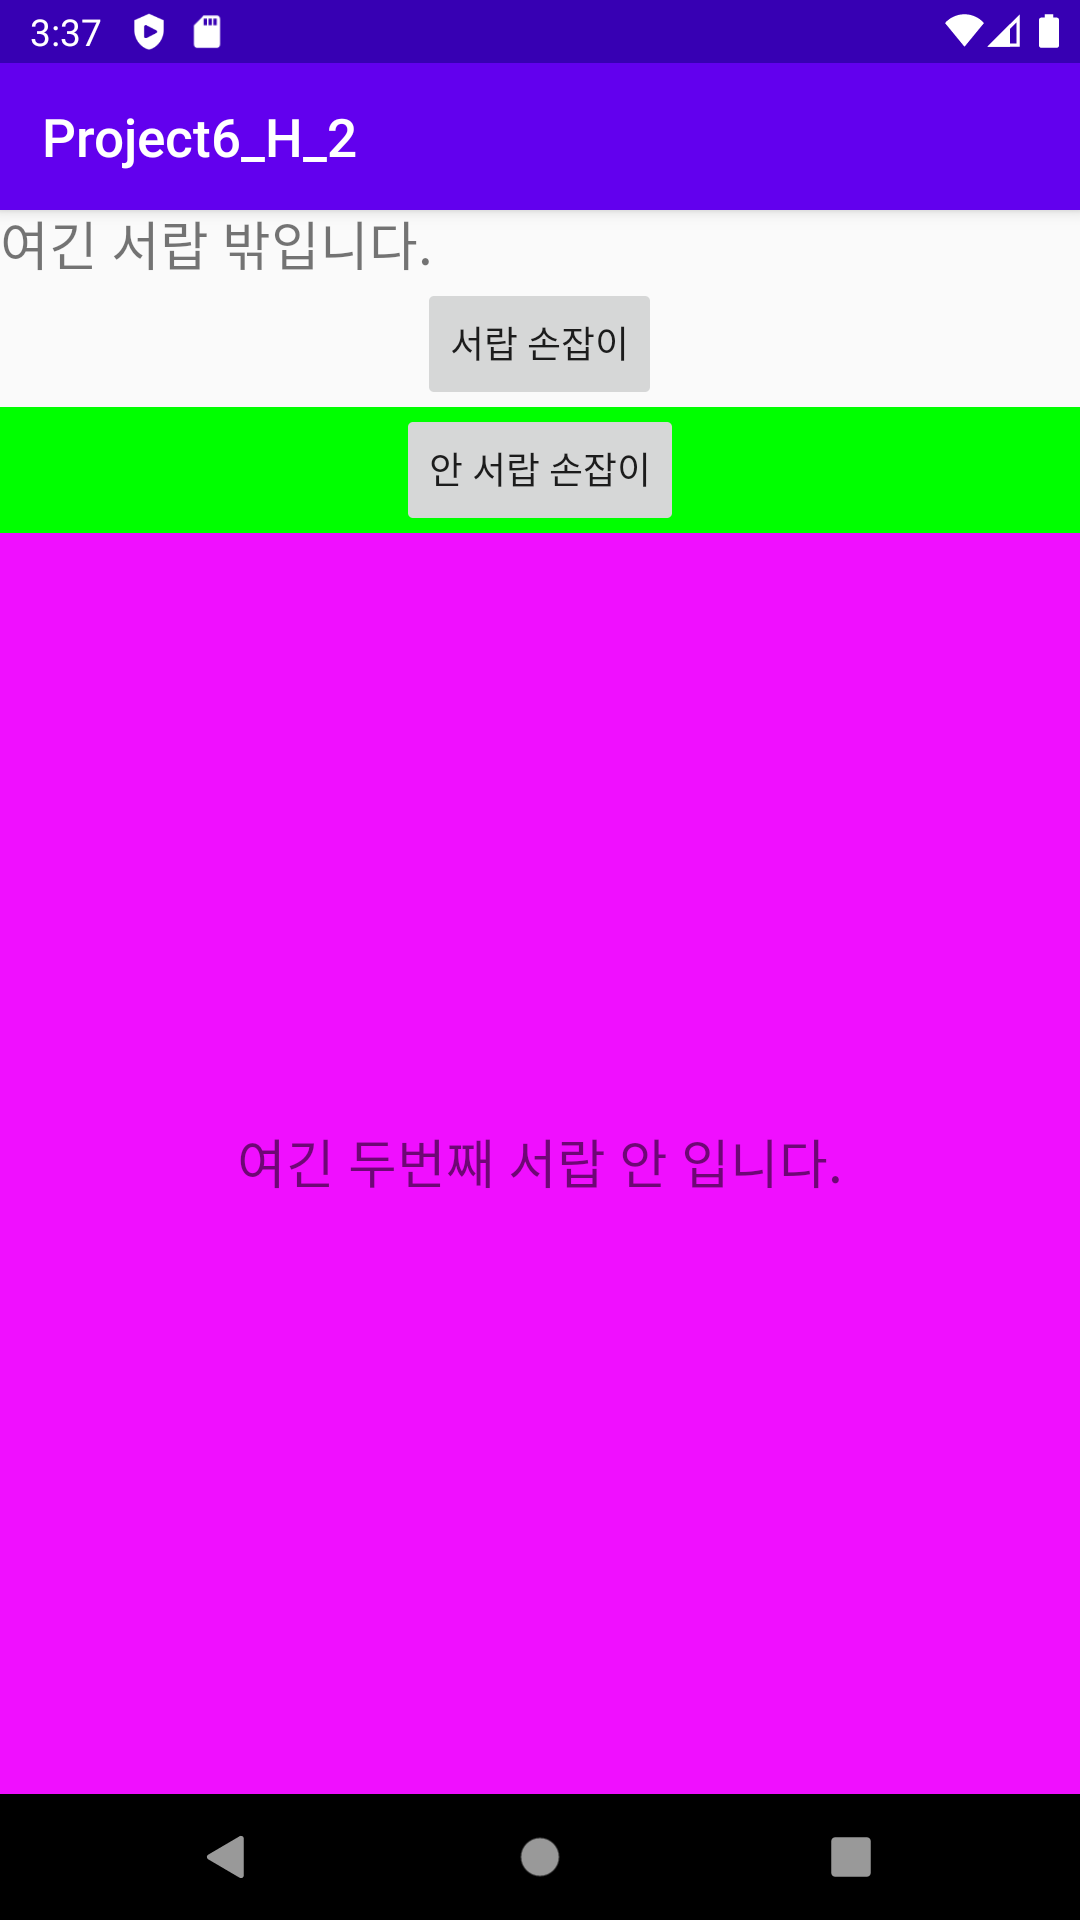 3:37
Project6_H_2
여긴 서랍 밖입니다.
서랍 손잡이
안 서랍 손잡이
여긴 두번째 서랍 안 입니다.